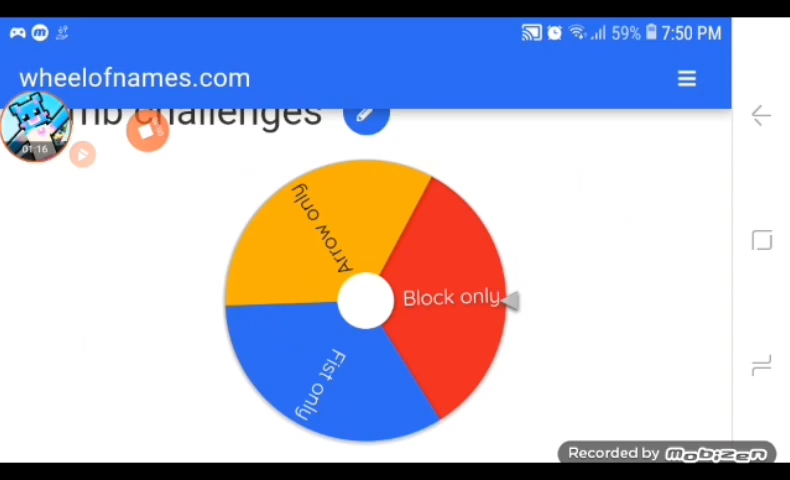 59% 7:50 PM
wheelofnames.com
challenges
01:16
Arrow only
Block only
Fist only
Recorded by mobizen